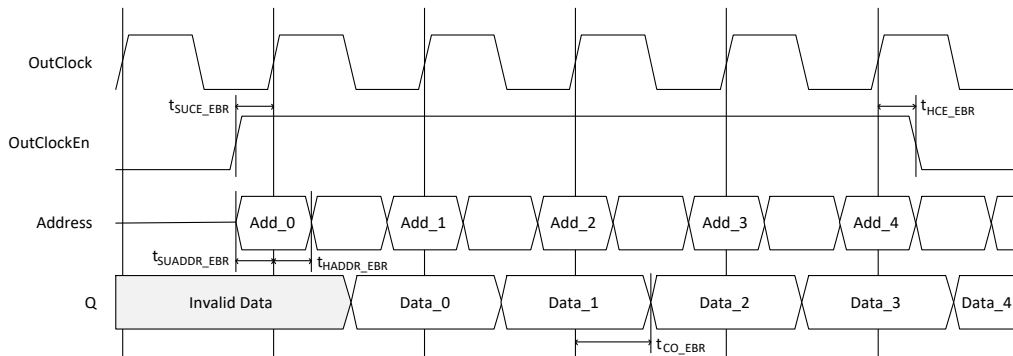 OutClock
tSUCE_EBR
tHCE_EBR
OutClockEn
Address
Add_0
Add_1
Add_2
Add_3
Add_4
tSUADDR_EBR
tHADDR_EBR
Q
Invalid Data
Data_0
Data_1
Data_2
Data_3
Data_4
tCO_EBR